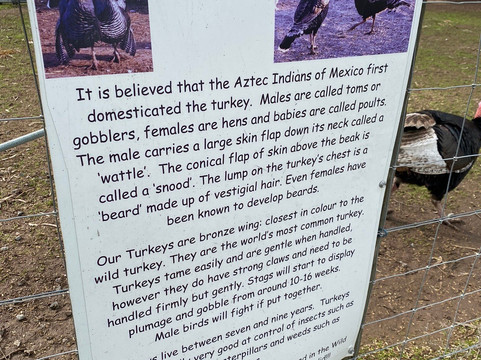 It is believed that the Aztec Indians of Mexico first
domesticated the turkey. Males are called toms or
gobblers, females are hens and babies are called poults.
The male carries a large skin flap down its neck called a
'wattle'. The conical flap of skin above the beak is
called a 'snood'. The lump on the turkey's chest is a
'beard' made up of vestigial hair. Even females have
been known to develop beards.
Our Turkeys are bronze wing: closest in colour to the
wild turkey. They are the world's most common turkey.
Turkeys tame easily and are gentle when handled,
however they do have strong claws and need to be
handled firmly but gently. Stags will start to display
plumage and gobble from around 10-16 weeks.
Male birds will fight if put together.
live between seven and nine years. Turkeys
very good at control of insects such as
terpillars and weeds such as
in the Wild